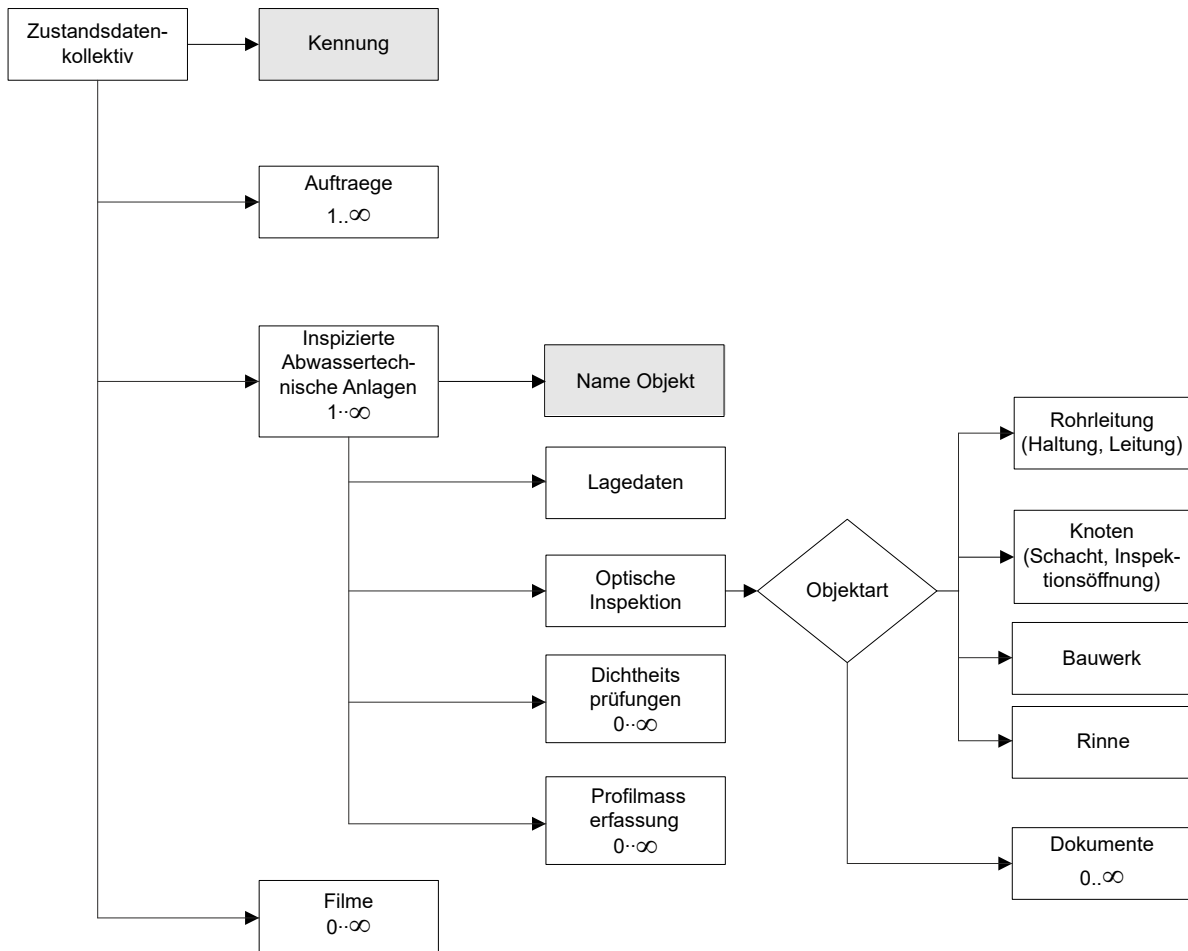 Zustandsdaten-
kollektiv
Kennung
Auftraege
1..∞
Inspizierte
Abwassertech-
nische Anlagen
1··∞
Name Objekt
Lagedaten
Optische
Inspektion
Objektart
Rohrleitung
(Haltung, Leitung)
Knoten
(Schacht, Inspek-
tionsöffnung)
Bauwerk
Rinne
Dichtheits
prüfungen
0··∞
Profilmass
erfassung
0··∞
Dokumente
0..∞
Filme
0··∞